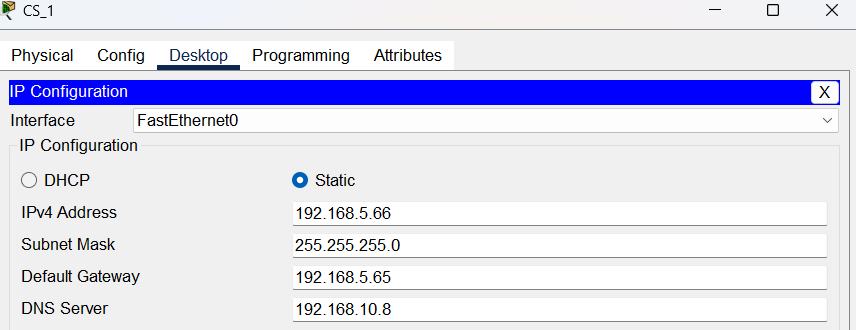 CS_1
Physical Config Desktop Programming Attributes
IP Configuration X
Interface FastEthernet0
IP Configuration
DHCP Static
IPv4 Address 192.168.5.66
Subnet Mask 255.255.255.0
Default Gateway 192.168.5.65
DNS Server 192.168.10.8